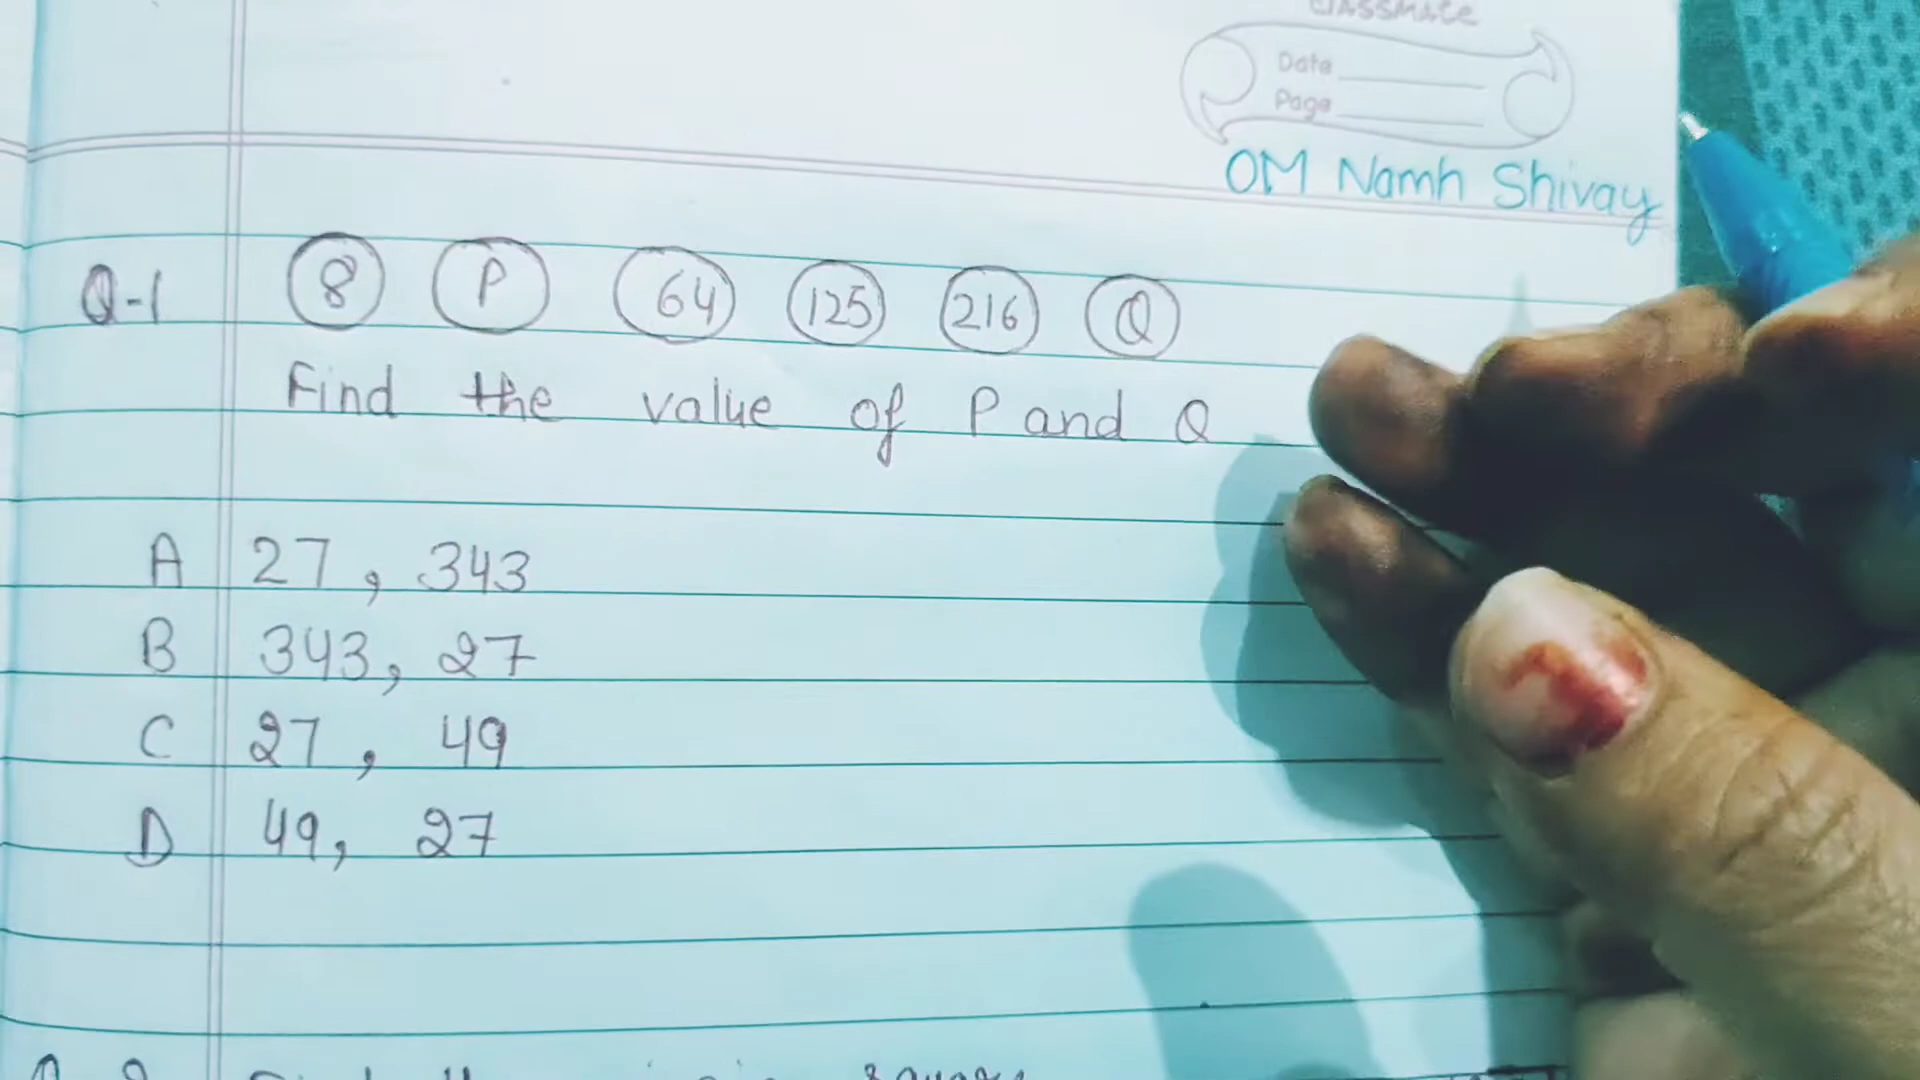 classmate
Date
Page
OM Namh Shivay
Q-1 8 P 64 125 216 Q
Find the value of P and Q
A 27, 343
B 343, 27
C 27, 49
D 49, 27